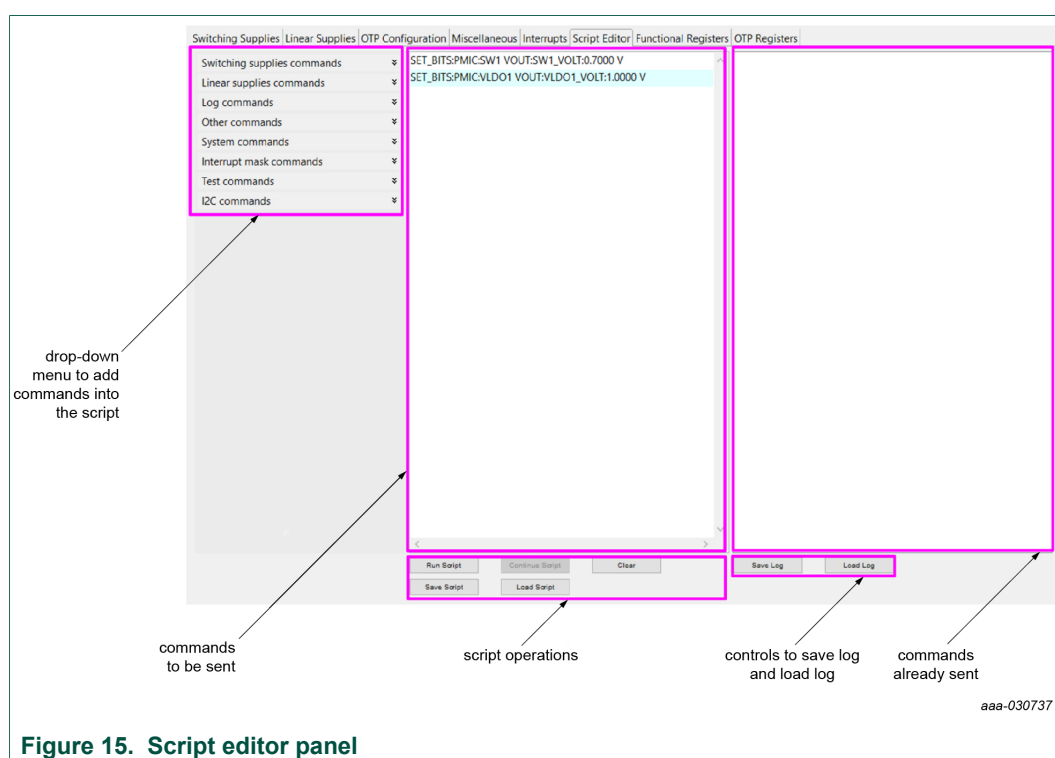 Switching Supplies Linear Supplies OTP Configuration Miscellaneous Interrupts Script Editor Functional Registers OTP Registers
Switching supplies commands
Linear supplies commands
Log commands
Other commands
System commands
Interrupt mask commands
Test commands
I2C commands
SET_BITS:PMIC:SW1 VOUT:SW1_VOLT:0.7000 V
SET_BITS:PMIC:VLDO1 VOUT:VLDO1_VOLT:1.0000 V
drop-down
menu to add
commands into
the script
Run Script Continue Script Clear
Save Script Load Script
Save Log Load Log
commands
to be sent
script operations
controls to save log
and load log
commands
already sent
aaa-030737
Figure 15. Script editor panel